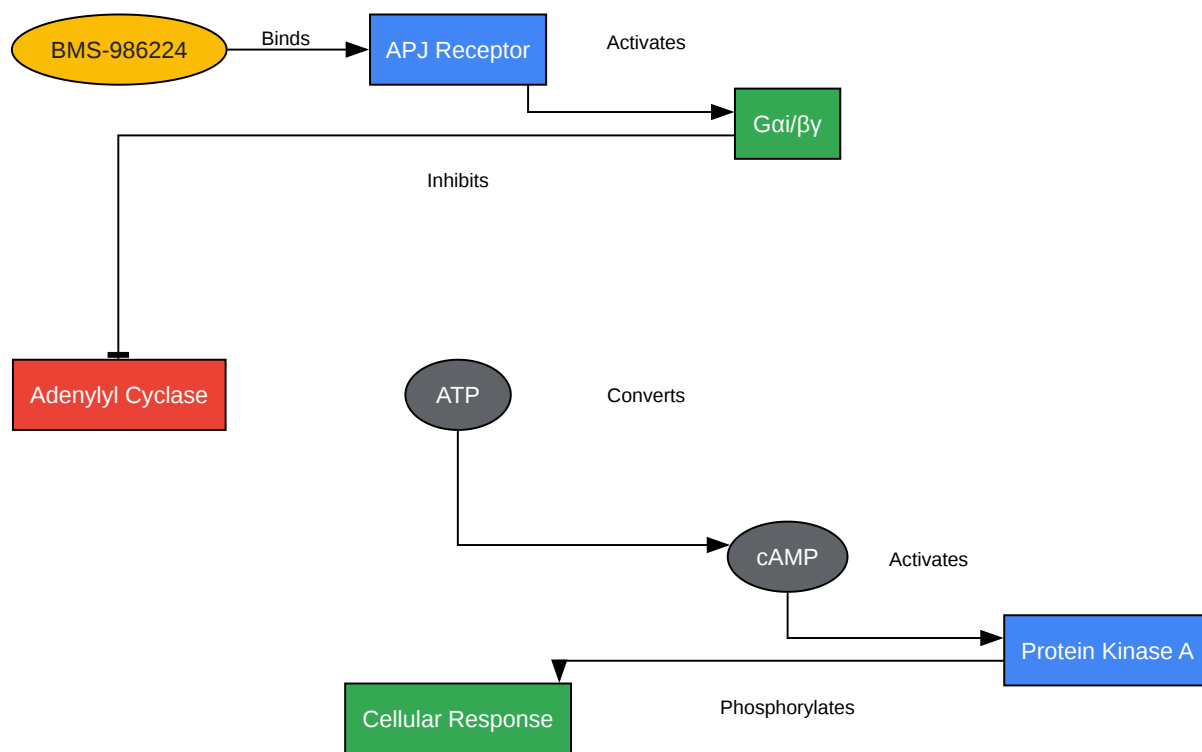 BMS-986224
Binds
APJ Receptor
Activates
Gαi/βγ
Inhibits
Adenylyl Cyclase
ATP
Converts
cAMP
Activates
Protein Kinase A
Phosphorylates
Cellular Response